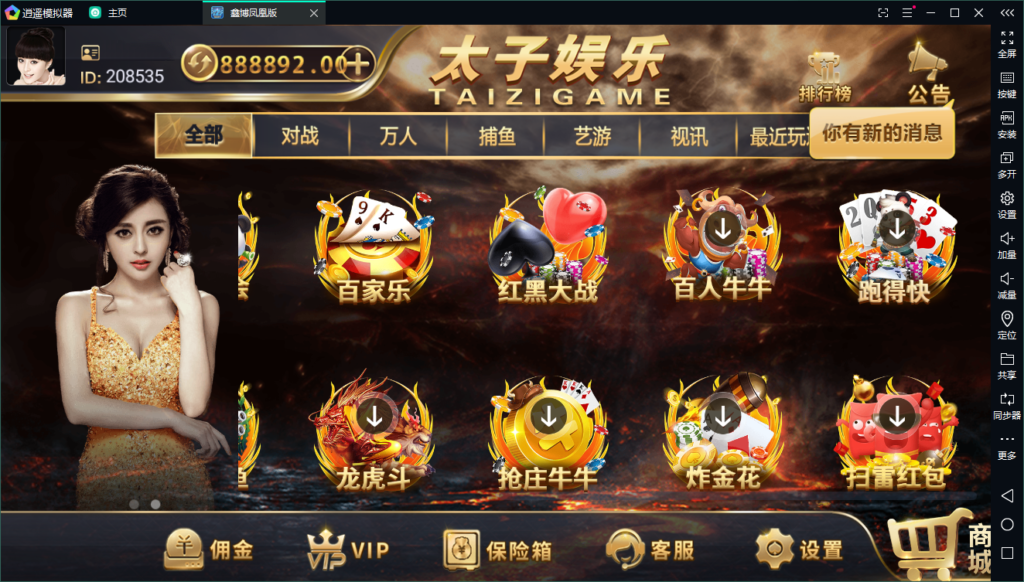 逍遥模拟器
主页
鑫博凤凰版
ID: 208535
888892.00
太子娱乐
TAIZIGAME
排行榜
公告
全部
对战
万人
捕鱼
艺游
视讯
最近玩
你有新的消息
百家乐
红黑大战
百人牛牛
跑得快
龙虎斗
抢庄牛牛
炸金花
扫雷红包
佣金
VIP
VIP
保险箱
客服
设置
商城
全屏
按键
APK
安装
多开
设置
加量
减量
定位
共享
同步器
更多